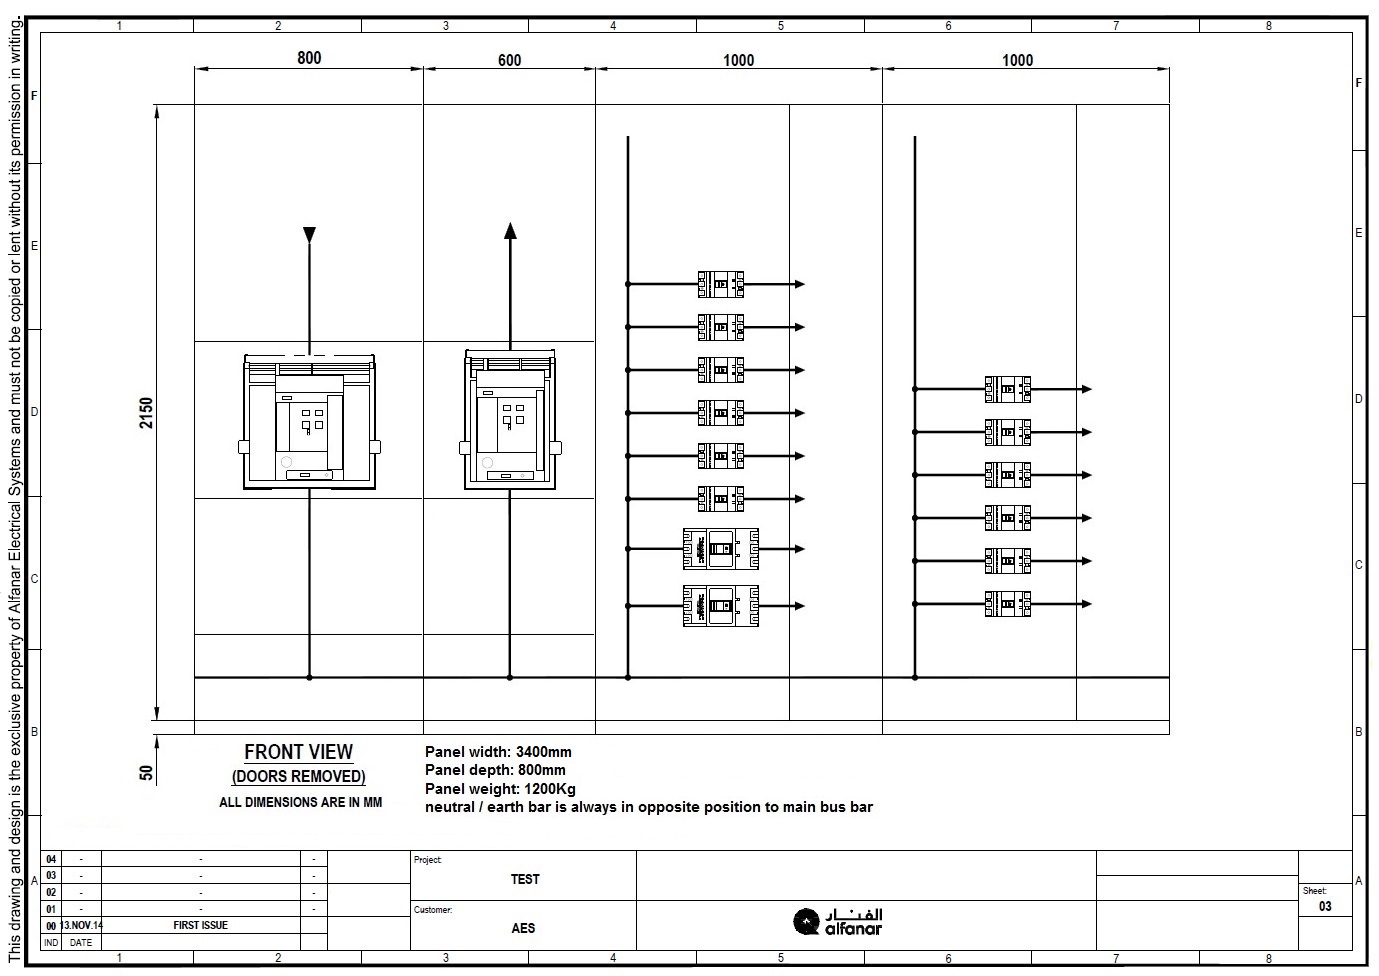 1 2 3 4 5 6 7 8
This drawing and design is the exclusive property of Alfanar Electrical Systems and must not be copied or lent without its permission in writing.
F
E
D
C
B
A
800 600 1000 1000
2150
50
F
E
D
C
B
A
FRONT VIEW
(DOORS REMOVED)
ALL DIMENSIONS ARE IN MM
Panel width: 3400mm
Panel depth: 800mm
Panel weight: 1200Kg
neutral / earth bar is always in opposite position to main bus bar
04 - - -
03 - - -
02 - - -
01 - - -
00 13.NOV.14 FIRST ISSUE
IND DATE
Project:
TEST
Customer:
AES
الفنار
alfanar
Sheet:
03
1 2 3 4 5 6 7 8